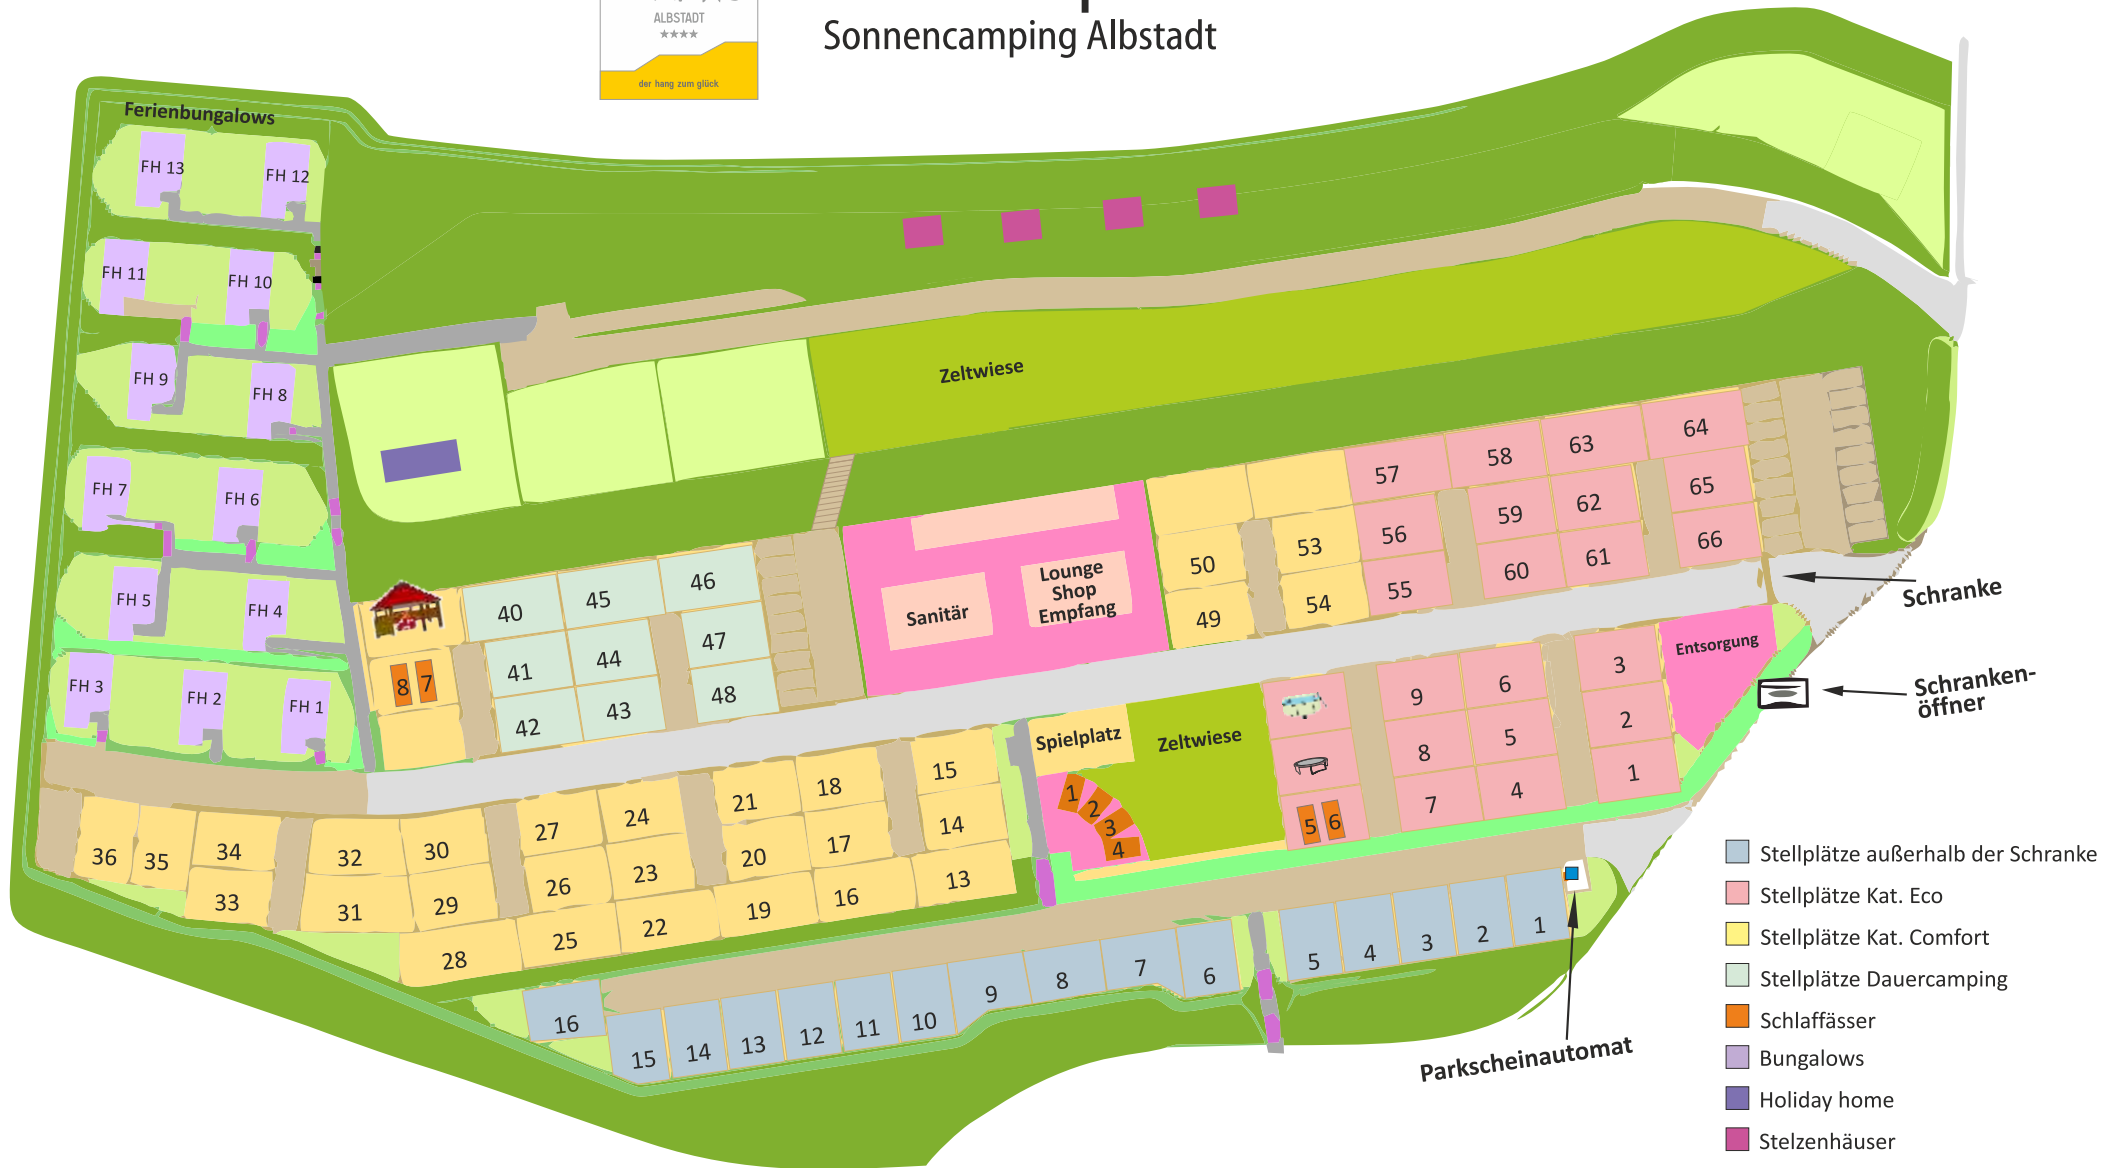 ALBSTADT
★★★★
der hang zum glück
Sonnencamping Albstadt
Ferienbungalows
FH 13
FH 12
FH 11
FH 10
FH 9
FH 8
FH 7
FH 6
FH 5
FH 4
FH 3
FH 2
FH 1
Zeltwiese
64
63
58
57
65
62
59
56
53
50
66
61
60
55
54
49
Lounge
Shop
Empfang
Sanitär
46
45
40
47
44
41
48
43
42
8
7
Schranke
Entsorgung
Schranken-
öffner
3
6
9
2
5
8
1
4
7
Spielplatz
Zeltwiese
1
2
3
4
5
6
15
18
21
24
27
30
32
34
35
36
14
17
20
23
26
29
31
33
13
16
19
22
25
28
1
2
3
4
5
6
7
8
9
10
11
12
13
14
15
16
Parkscheinautomat
Stellplätze außerhalb der Schranke
Stellplätze Kat. Eco
Stellplätze Kat. Comfort
Stellplätze Dauercamping
Schlaffässer
Bungalows
Holiday home
Stelzenhäuser